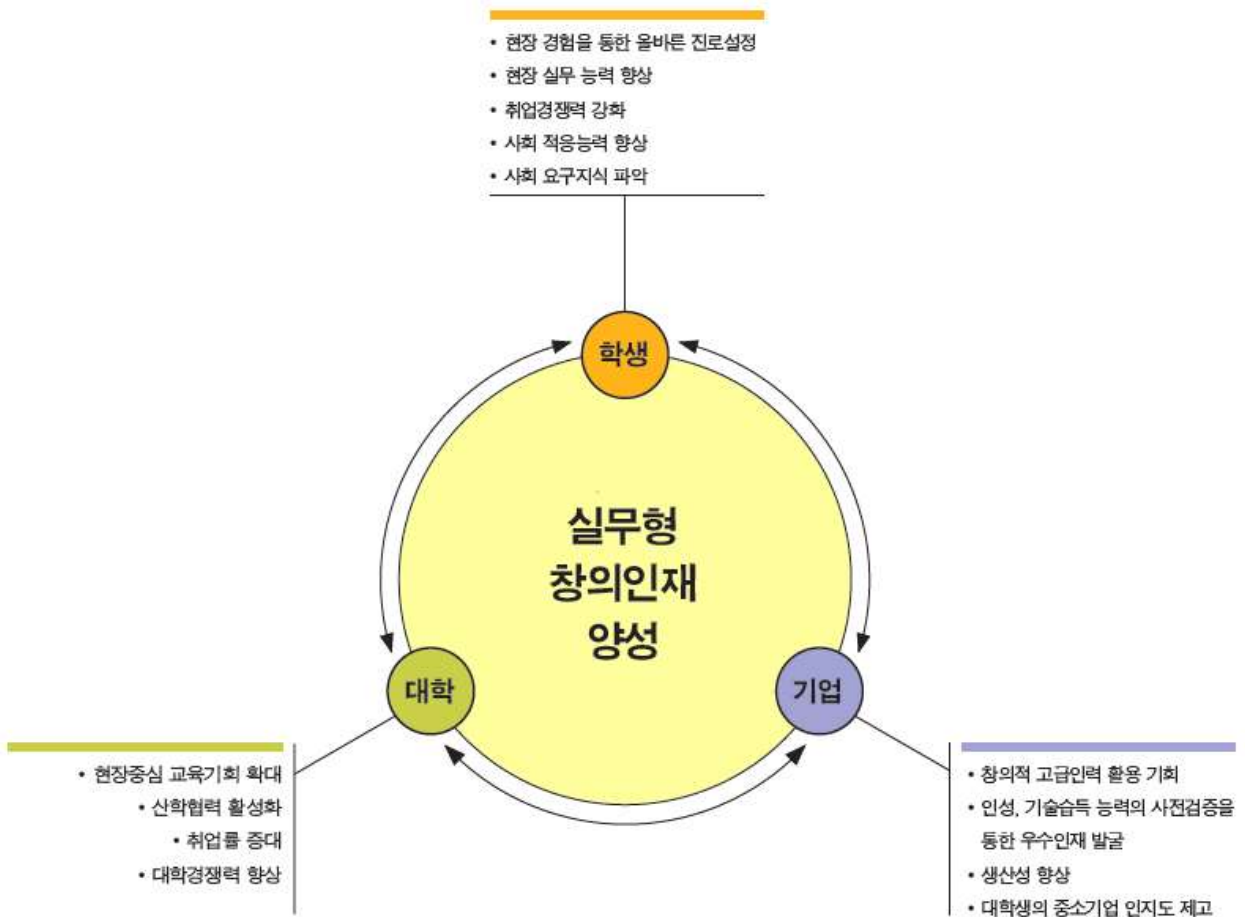 • 현장 경험을 통한 올바른 진로설정
• 현장 실무 능력 향상
• 취업경쟁력 강화
• 사회 적응능력 향상
• 사회 요구지식 파악
학생
실무형
창의인재
양성
대학
기업
• 현장중심 교육기회 확대
• 산학협력 활성화
• 취업률 증대
• 대학경쟁력 향상
• 창의적 고급인력 활용 기회
• 인성, 기술습득 능력의 사전검증을
통한 우수인재 발굴
• 생산성 향상
• 대학생의 중소기업 인지도 제고